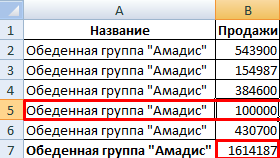 A B
1 Название Продажи
2 Обеденная группа "Амадис" 543900
3 Обеденная группа "Амадис" 154987
4 Обеденная группа "Амадис" 384600
5 Обеденная группа "Амадис" 100000
6 Обеденная группа "Амадис" 430700
7 Обеденная группа "Амадис" 1614187